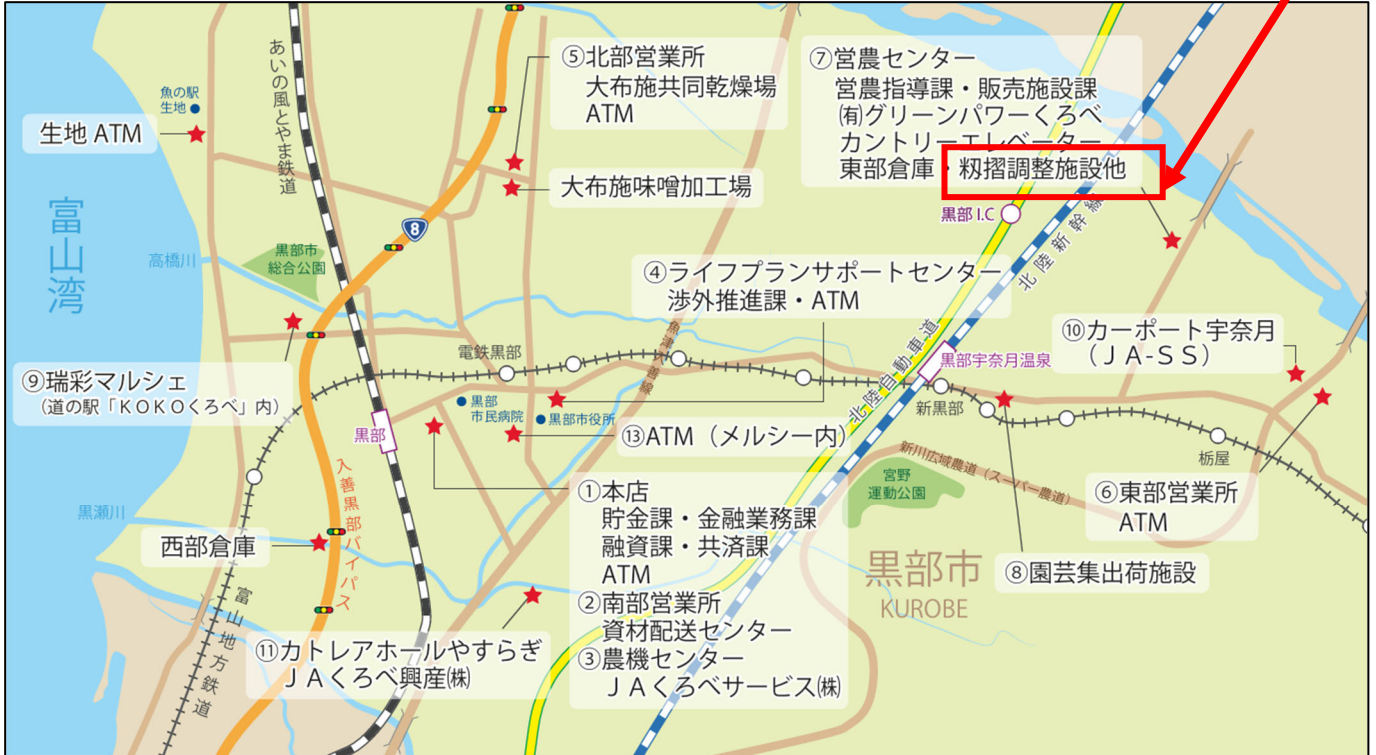 あいの風とやま鉄道
魚の駅
生地
生地 ATM
富山湾
高橋川
黒部市
総合公園
8
⑤北部営業所
大布施共同乾燥場
ATM
大布施味噌加工場
⑦営農センター
営農指導課・販売施設課
㈲グリーンパワーくろべ
カントリーエレベーター
東部倉庫・籾摺調整施設他
黒部 I.C
北陸新幹線
④ライフプランサポートセンター
渉外推進課・ATM
魚津入善線
北陸自動車道
黒部宇奈月温泉
⑩カーポート宇奈月
（ＪＡ-ＳＳ）
電鉄黒部
⑨瑞彩マルシェ
（道の駅「ＫＯＫＯくろべ」内）
黒部
黒部
市民病院
黒部市役所
⑬ATM（メルシー内）
新黒部
栃屋
新川広域農道（スーパー農道）
宮野
運動公園
⑥東部営業所
ATM
黒瀬川
西部倉庫
入善黒部バイパス
①本店
貯金課・金融業務課
融資課・共済課
ATM
②南部営業所
資材配送センター
③農機センター
ＪＡくろべサービス㈱
黒部市
KUROBE
⑧園芸集出荷施設
富山地方鉄道
⑪カトレアホールやすらぎ
ＪＡくろべ興産㈱